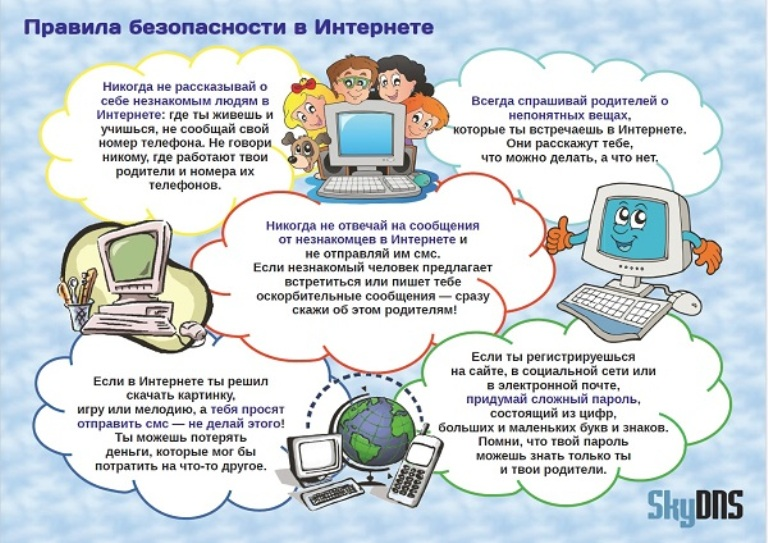 Правила безопасности в Интернете
Никогда не рассказывай о
себе незнакомым людям в
Интернете: где ты живешь и
учишься, не сообщай свой
номер телефона. Не говори
никому, где работают твои
родители и номера их
телефонов.
Всегда спрашивай родителей о
непонятных вещах,
которые ты встречаешь в Интернете.
Они расскажут тебе,
что можно делать, а что нет.
Никогда не отвечай на сообщения
от незнакомцев в Интернете и
не отправляй им смс.
Если незнакомый человек предлагает
встретиться или пишет тебе
оскорбительные сообщения — сразу
скажи об этом родителям!
Если в Интернете ты решил
скачать картинку,
игру или мелодию, а тебя просят
отправить смс — не делай этого!
Ты можешь потерять
деньги, которые мог бы
потратить на что-то другое.
Если ты регистрируешься
на сайте, в социальной сети или
в электронной почте,
придумай сложный пароль,
состоящий из цифр,
больших и маленьких букв и знаков.
Помни, что твой пароль
можешь знать только ты
и твои родители.
SkyDNS